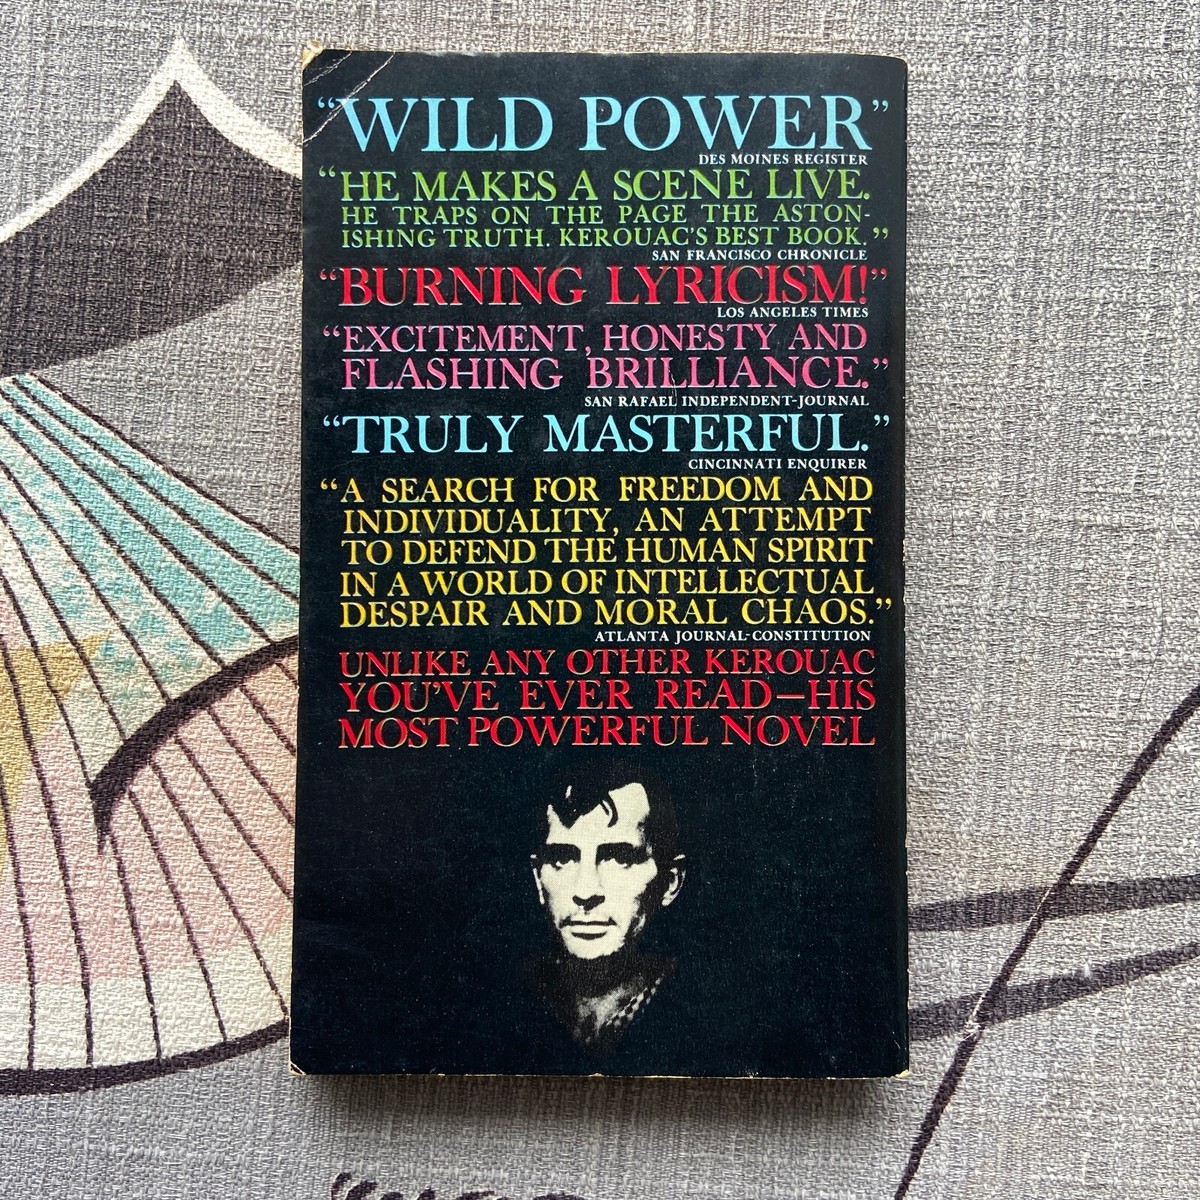 “WILD POWER”
DES MOINES REGISTER
“HE MAKES A SCENE LIVE.
HE TRAPS ON THE PAGE THE ASTON-
ISHING TRUTH. KEROUAC'S BEST BOOK.”
SAN FRANCISCO CHRONICLE
“BURNING LYRICISM!”
LOS ANGELES TIMES
“EXCITEMENT, HONESTY AND
FLASHING BRILLIANCE.”
SAN RAFAEL INDEPENDENT-JOURNAL
“TRULY MASTERFUL.”
CINCINNATI ENQUIRER
“A SEARCH FOR FREEDOM AND
INDIVIDUALITY, AN ATTEMPT
TO DEFEND THE HUMAN SPIRIT
IN A WORLD OF INTELLECTUAL
DESPAIR AND MORAL CHAOS.”
ATLANTA JOURNAL-CONSTITUTION
UNLIKE ANY OTHER KEROUAC
YOU'VE EVER READ—HIS
MOST POWERFUL NOVEL